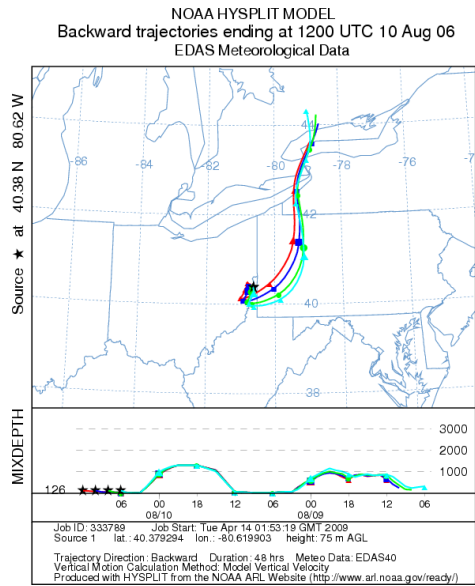 NOAA HYSPLIT MODEL
Backward trajectories ending at 1200 UTC 10 Aug 06
EDAS Meteorological Data
Source ★ at 40.38 N 80.62 W
-86
-84
-82
-80
-78
-76
-74
44
42
40
38
MIXDEPTH
3000
2000
1000
126
06 00 18 12 06 00 18 12 06
08/10 08/09
Job ID: 333789 Job Start: Tue Apr 14 01:53:19 GMT 2009
Source 1 lat.: 40.379294 lon.: -80.619903 height: 75 m AGL
Trajectory Direction: Backward Duration: 48 hrs Meteo Data: EDAS40
Vertical Motion Calculation Method: Model Vertical Velocity
Produced with HYSPLIT from the NOAA ARL Website (http://www.arl.noaa.gov/ready/)